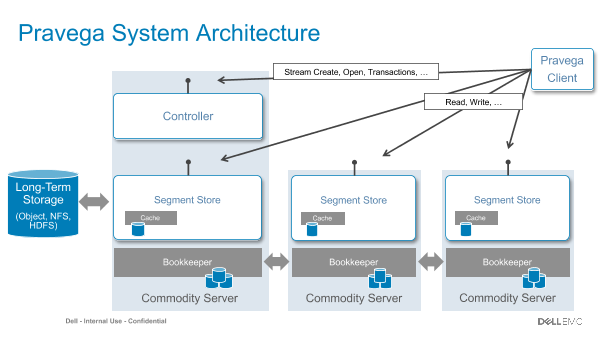 Pravega System Architecture
Pravega
Client
Stream Create, Open, Transactions, …
Read, Write, …
Controller
Long-Term
Storage
(Object, NFS,
HDFS)
Segment Store
Cache
Bookkeeper
Commodity Server
Segment Store
Cache
Bookkeeper
Commodity Server
Segment Store
Cache
Bookkeeper
Commodity Server
Dell - Internal Use - Confidential
DELLEMC